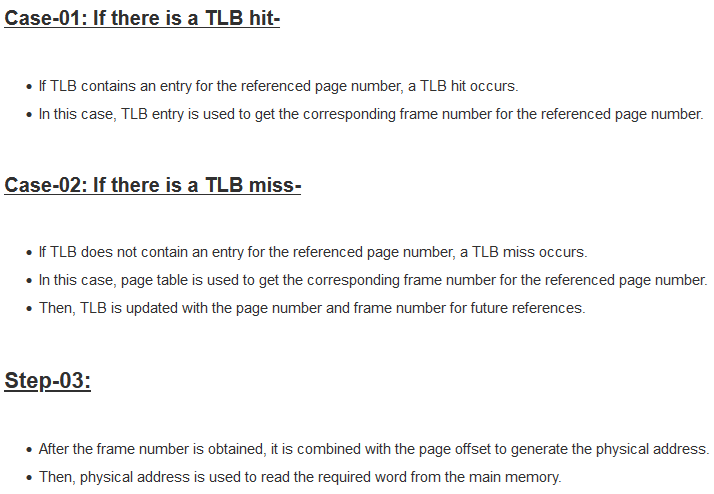 Case-01: If there is a TLB hit-
• If TLB contains an entry for the referenced page number, a TLB hit occurs.
• In this case, TLB entry is used to get the corresponding frame number for the referenced page number.
Case-02: If there is a TLB miss-
• If TLB does not contain an entry for the referenced page number, a TLB miss occurs.
• In this case, page table is used to get the corresponding frame number for the referenced page number.
• Then, TLB is updated with the page number and frame number for future references.
Step-03:
• After the frame number is obtained, it is combined with the page offset to generate the physical address.
• Then, physical address is used to read the required word from the main memory.